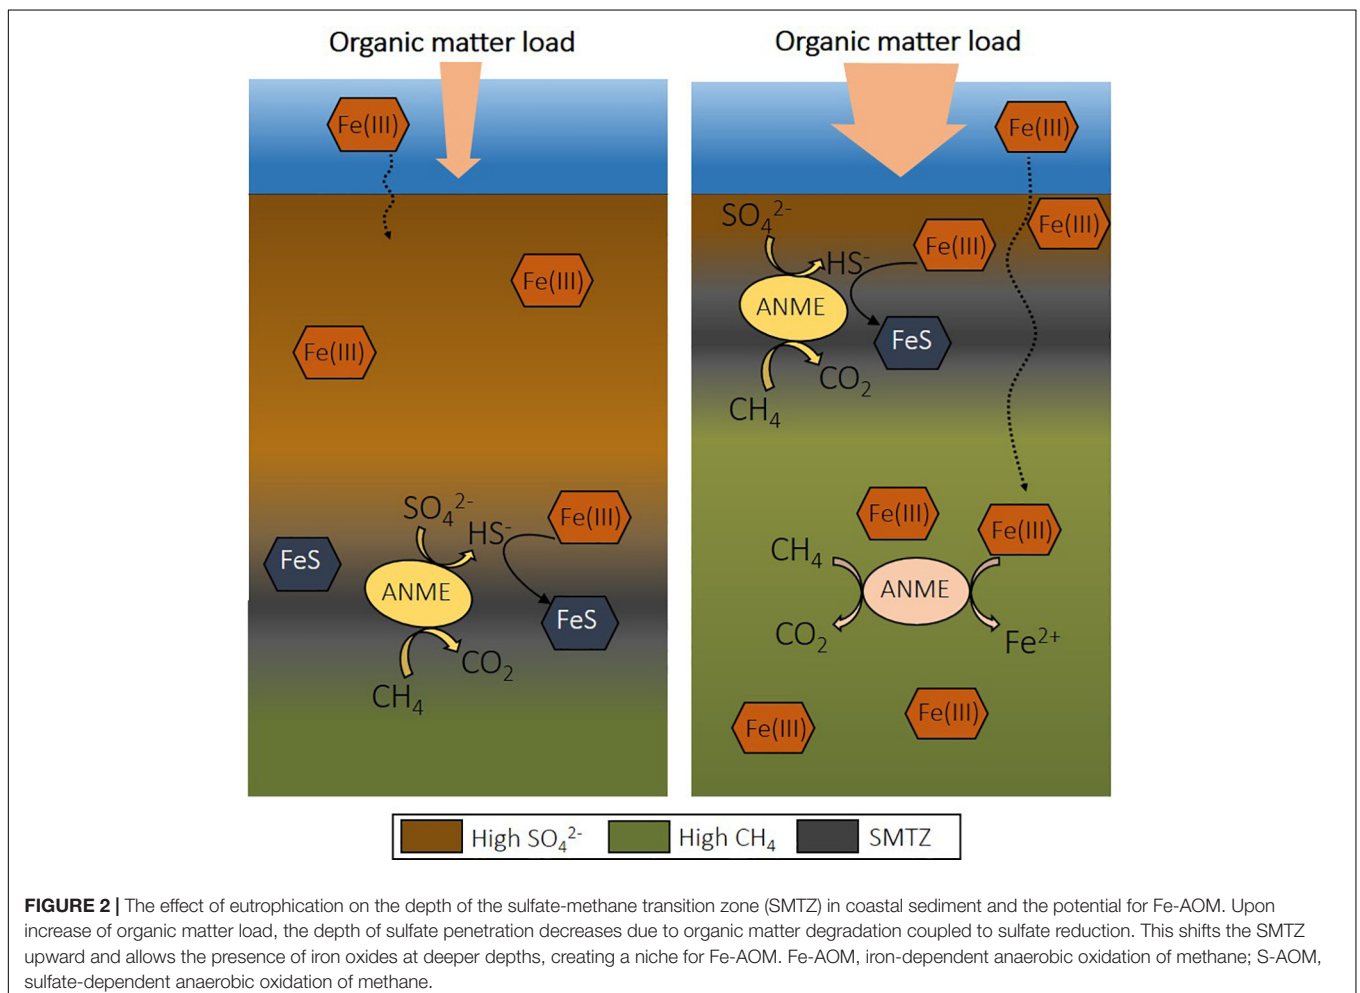 Organic matter load
Fe(III)
Fe(III)
Fe(III)
SO₄²⁻
HS⁻
Fe(III)
FeS
ANME
FeS
CO₂
CH₄
Organic matter load
Fe(III)
SO₄²⁻
Fe(III)
Fe(III)
HS⁻
ANME
FeS
CO₂
CH₄
Fe(III)
Fe(III)
CH₄
ANME
CO₂
Fe²⁺
Fe(III)
Fe(III)
High SO₄²⁻ High CH₄ SMTZ
FIGURE 2 | The effect of eutrophication on the depth of the sulfate-methane transition zone (SMTZ) in coastal sediment and the potential for Fe-AOM. Upon
increase of organic matter load, the depth of sulfate penetration decreases due to organic matter degradation coupled to sulfate reduction. This shifts the SMTZ
upward and allows the presence of iron oxides at deeper depths, creating a niche for Fe-AOM. Fe-AOM, iron-dependent anaerobic oxidation of methane; S-AOM,
sulfate-dependent anaerobic oxidation of methane.